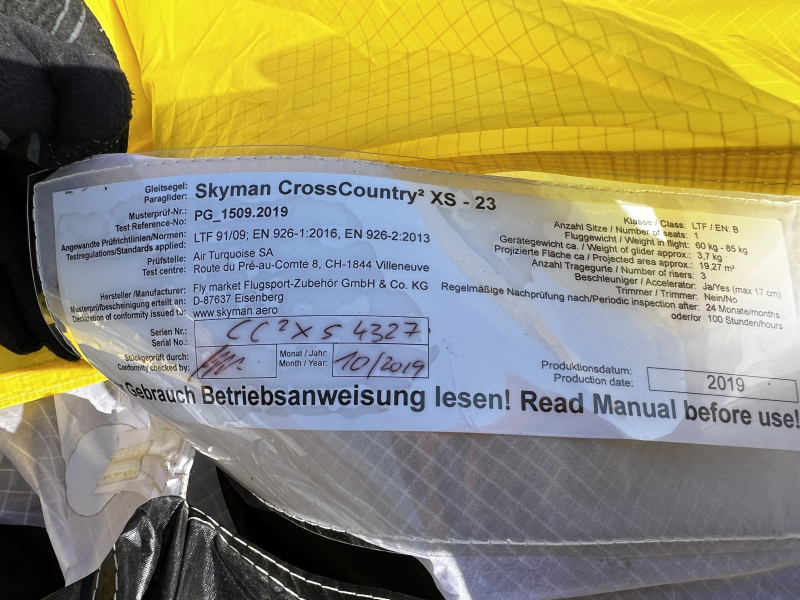 Gleitsegel:
Paraglider: Skyman CrossCountry² XS - 23
Musterprüf-Nr.:
Test Reference-No: PG_1509.2019
Angewandte Prüfrichtlinien/Normen:
Testregulations/Standards applied: LTF 91/09; EN 926-1:2016, EN 926-2:2013
Prüfstelle: Air Turquoise SA
Test centre: Route du Pré-au-Comte 8, CH-1844 Villeneuve
Hersteller / Manufacturer: Fly market Flugsport-Zubehör GmbH & Co. KG
Musterprüfbescheinigung erteilt an: D-87637 Eisenberg
Declaration of conformity issued to: www.skyman.aero
Serien Nr.:
Serial No.: CC²XS 4327
Stückgeprüft durch:
Conformity checked by:
Monat / Jahr:
Month / Year: 10/2019
Klasse / Class: LTF / EN: B
Anzahl Sitze / Number of seats: 1
Fluggewicht / Weight in flight: 60 kg - 85 kg
Gerätegewicht ca. / Weight of glider approx.: 3,7 kg
Projizierte Fläche ca / Projected area approx.: 19,27 m²
Anzahl Tragegurte / Number of risers: 3
Beschleuniger / Accelerator: Ja/Yes (max 17 cm)
Trimmer / Trimmer: Nein/No
Regelmäßige Nachprüfung nach/Periodic inspection after: 24 Monate/months
oder/or 100 Stunden/hours
Produktionsdatum:
Production date: 2019
Gebrauch Betriebsanweisung lesen! Read Manual before use!